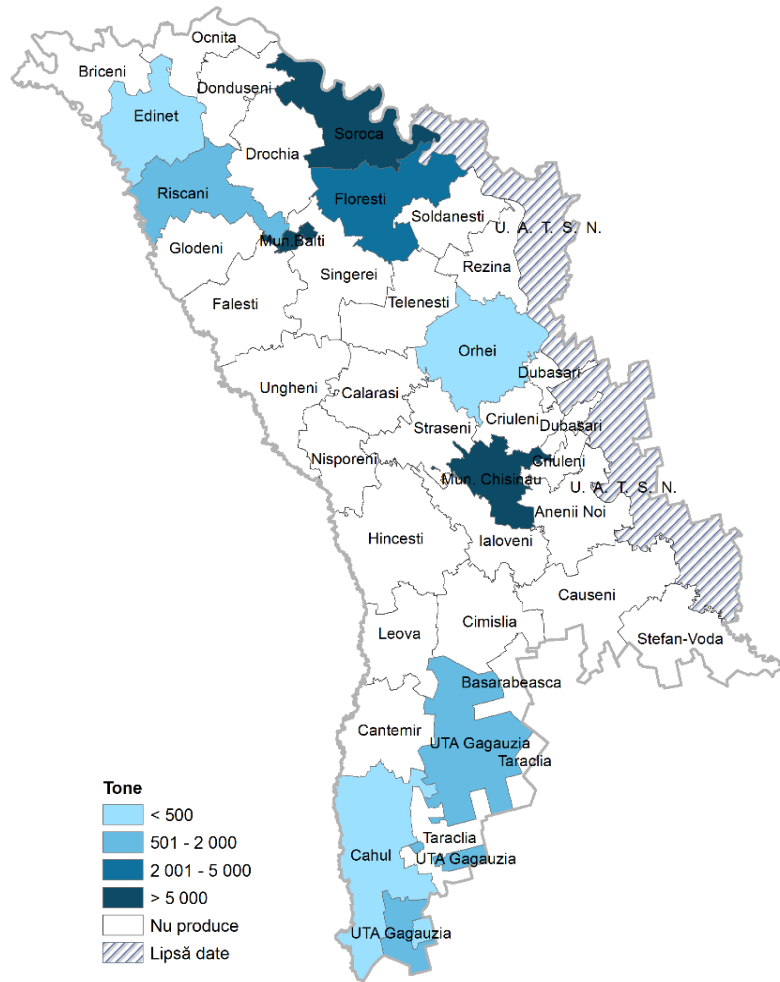 Ocnita
Briceni
Donduseni
Edinet
Soroca
Drochia
Riscani
Floresti
Soldanesti
U. A. T. S. N.
Mun.Balti
Glodeni
Rezina
Singerei
Falesti
Telenesti
Orhei
Dubasari
Ungheni
Calarasi
Criuleni
Dubasari
Straseni
Nisporeni
Criuleni
Mun. Chisinau
U. A. T. S. N.
Anenii Noi
Hincesti
Ialoveni
Causeni
Leova
Cimislia
Stefan-Voda
Basarabeasca
Cantemir
UTA Gagauzia
Taraclia
Tone
< 500
501 - 2 000
2 001 - 5 000
> 5 000
Nu produce
Lipsă date
Taraclia
Cahul
UTA Gagauzia
UTA Gagauzia